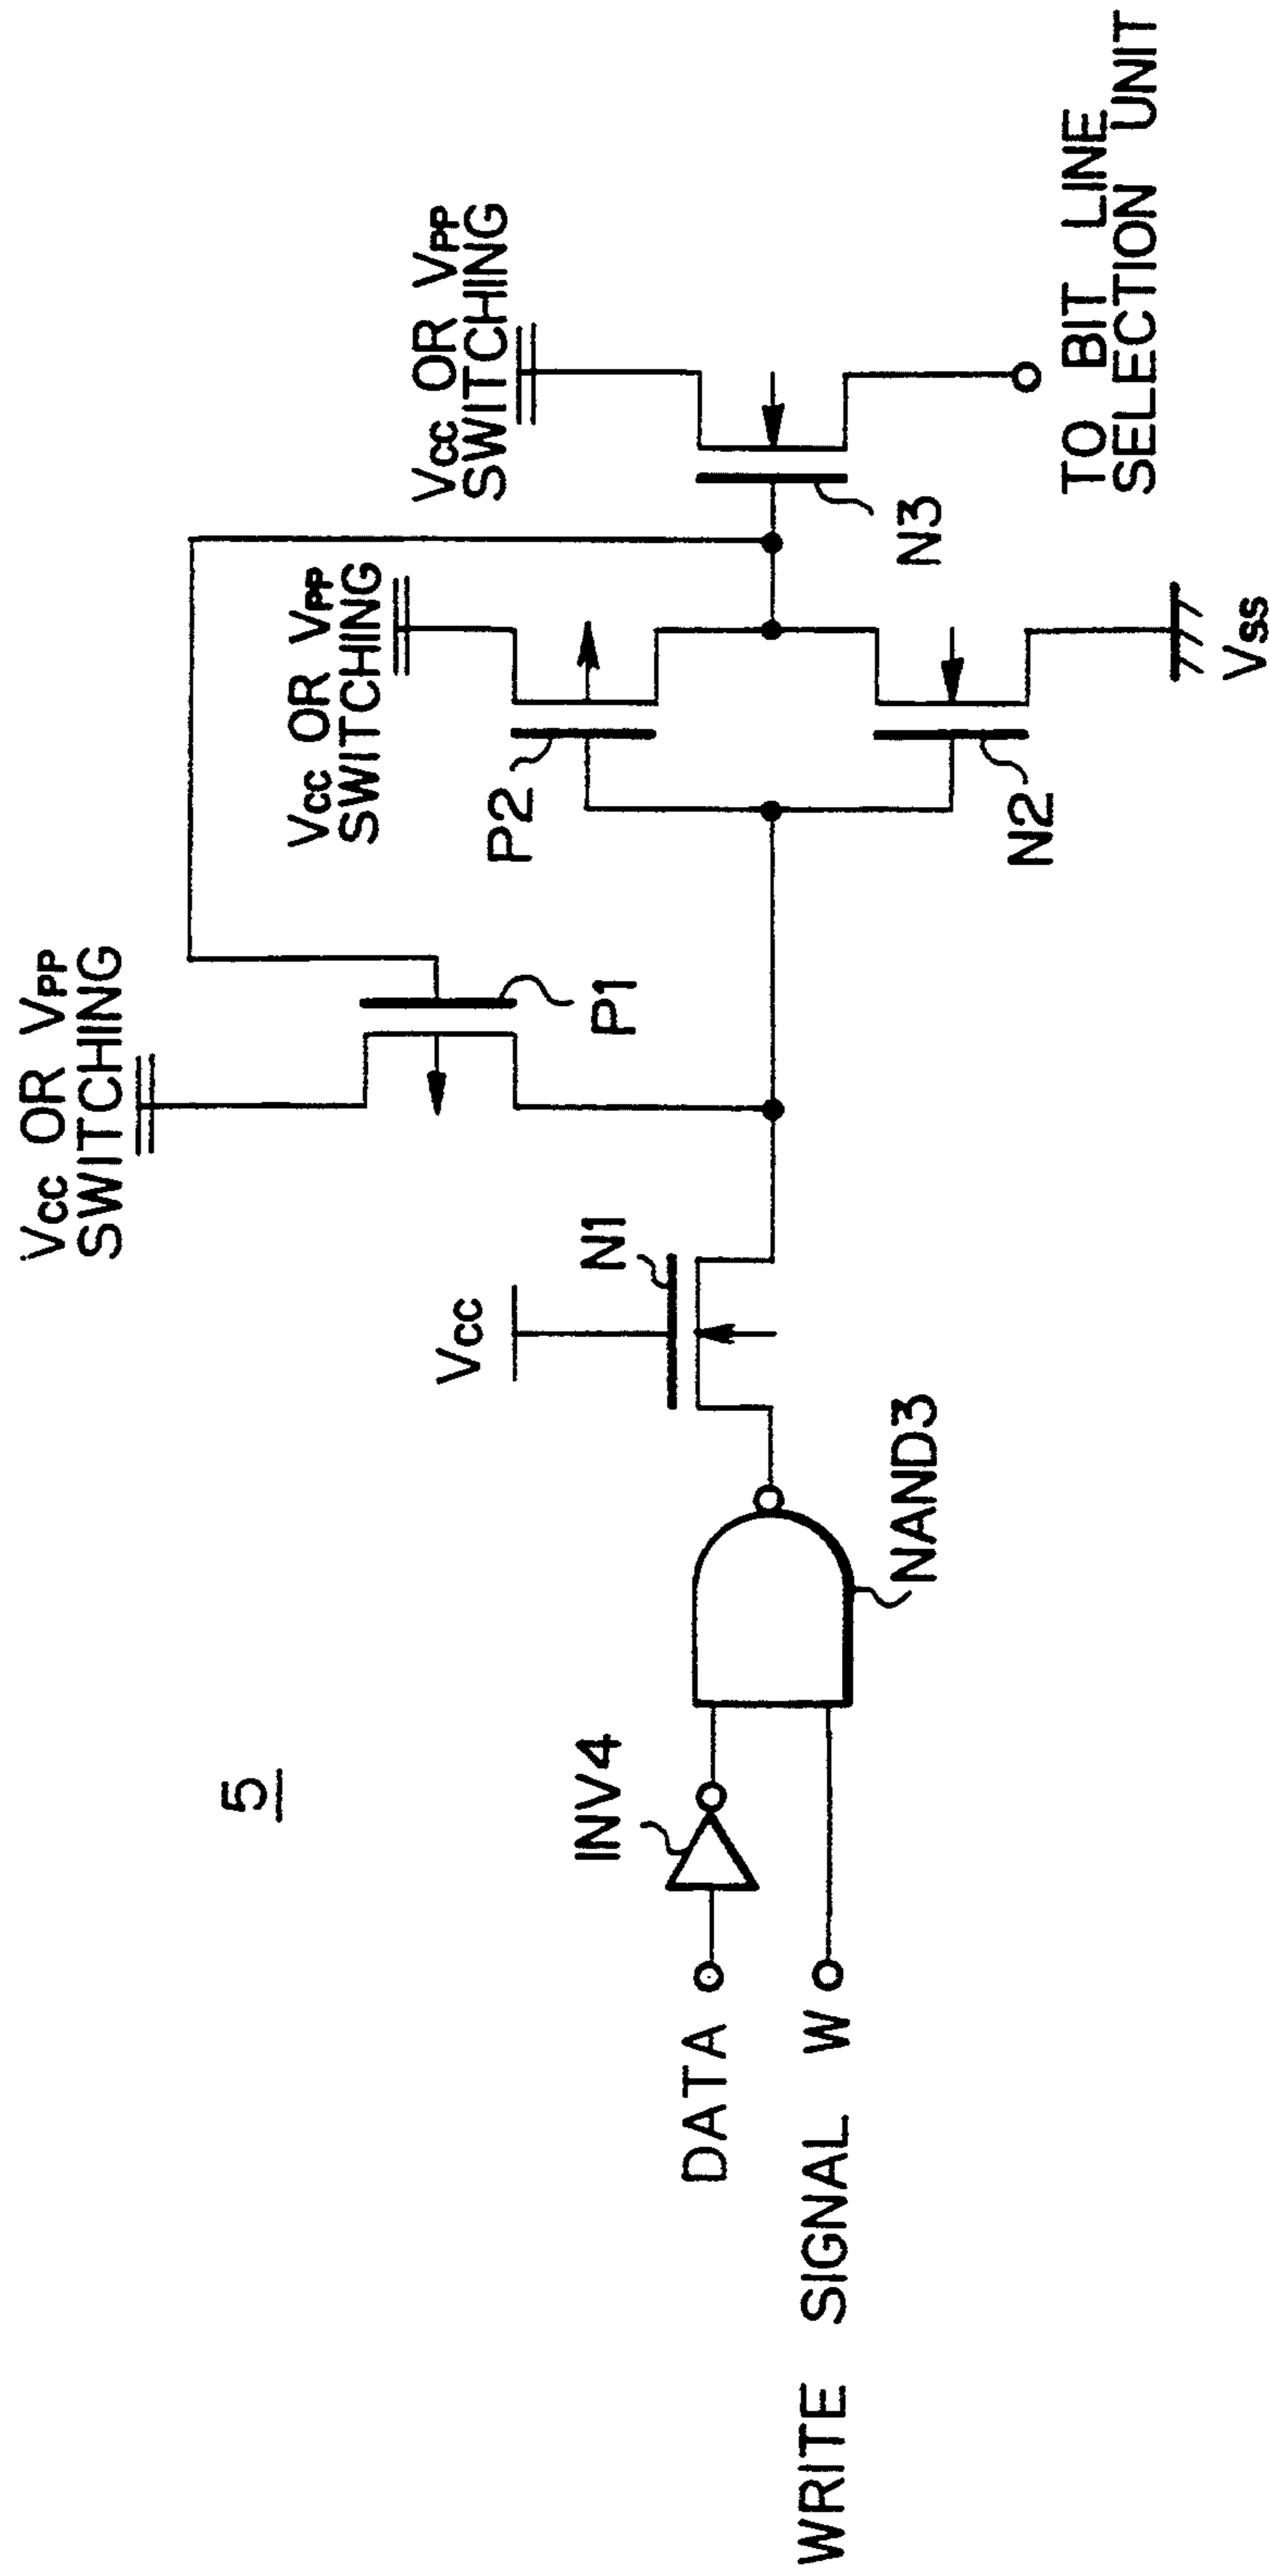 5
VCC OR VPP
SWITCHING
VCC OR VPP
SWITCHING
VCC OR VPP
SWITCHING
VCC
N1
P1
P2
N2
N3
INV4
NAND3
DATA
WRITE SIGNAL W
VSS
TO BIT LINE
SELECTION UNIT